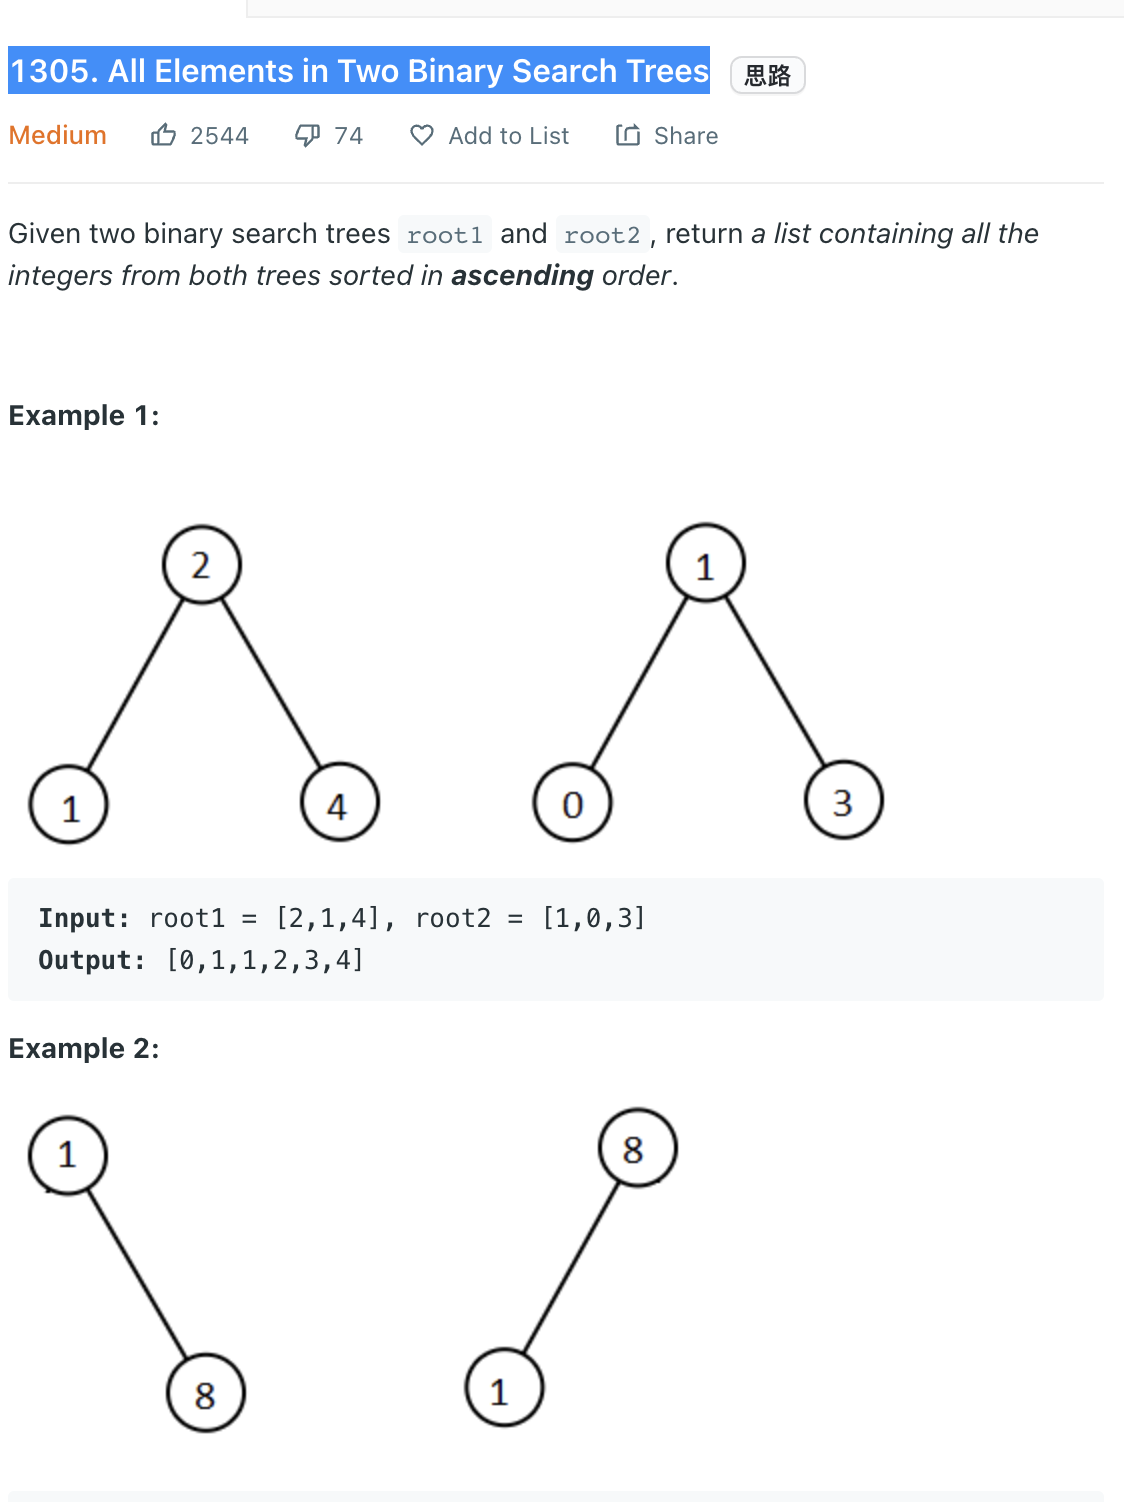 1305. All Elements in Two Binary Search Trees 思路
Medium 2544 74 Add to List Share
Given two binary search trees root1 and root2 , return a list containing all the
integers from both trees sorted in ascending order.
Example 1:
2 1
1 4 0 3
Input: root1 = [2,1,4], root2 = [1,0,3]
Output: [0,1,1,2,3,4]
Example 2:
1 8
8 1